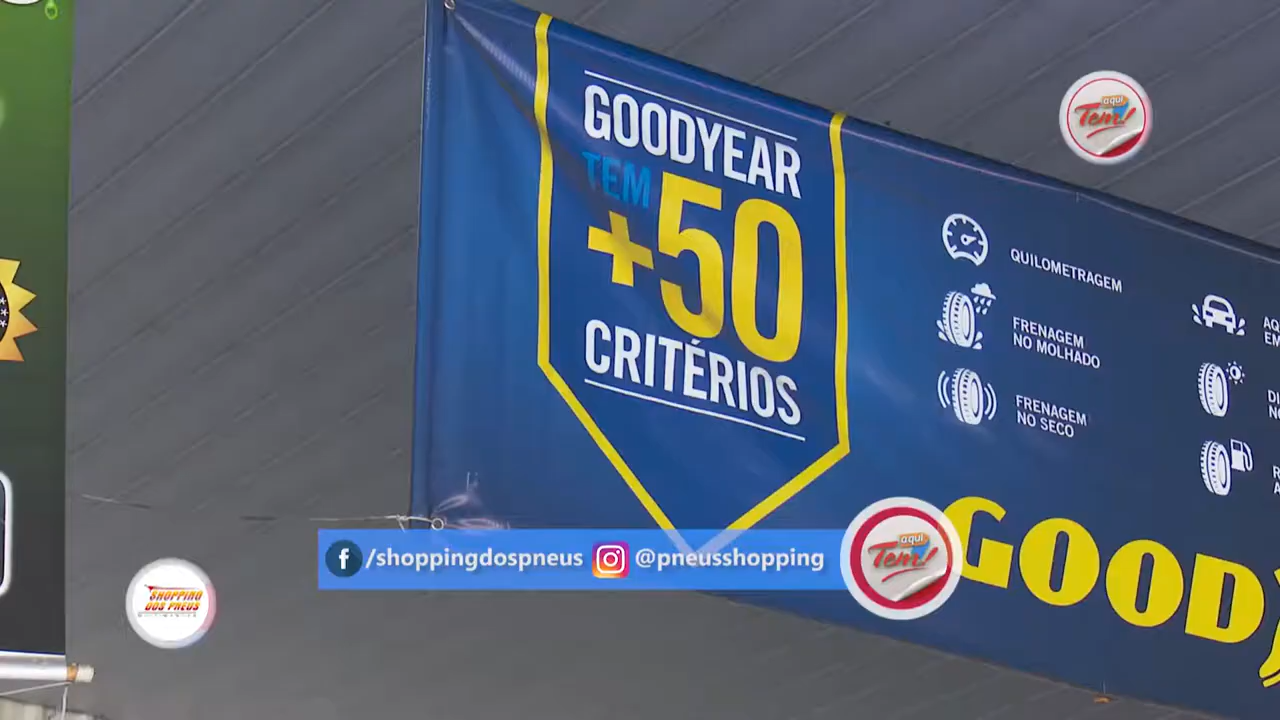 GOODYEAR
TEM
+50
CRITÉRIOS
QUILOMETRAGEM
FRENAGEM
NO MOLHADO
FRENAGEM
NO SECO
GOOD
/shoppingdospneus @pneusshopping
aqui
Tem!
aqui
Tem!
SHOPPING
DOS PNEUS